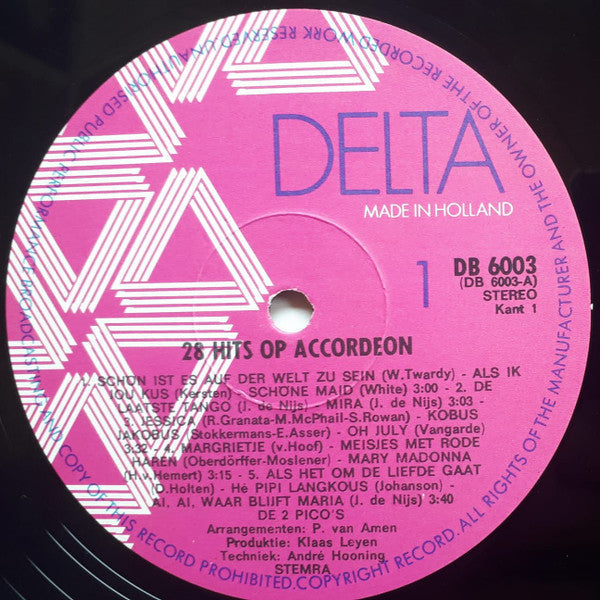 DELTA
MADE IN HOLLAND
1
DB 6003
(DB 6003-A)
STEREO
Kant 1
28 HITS OP ACCORDEON
1. SCHÖN IST ES AUF DER WELT ZU SEIN (W. Twardy) - ALS IK
JOU KUS (Kersten) - SCHÖNE MAID (White) 3:00 - 2. DE
LAATSTE TANGO (J. de Nijs) - MIRA (J. de Nijs) 3:03 -
3. JESSICA (R. Granata-M.McPhail-S.Rowan) - KOBUS
JAKOBUS (Stokkermans-E.Asser) - OH JULY (Vangarde)
3:32 - 4. MARGRIETJE (v.Hoof) - MEISJES MET RODE
HAREN (Oberdörffer-Moslener) - MARY MADONNA
(H.v.Hemert) 3:15 - 5. ALS HET OM DE LIEFDE GAAT
(D.Holten) - Hé PIPI LANGKOUS (Johanson) -
AI, AI, WAAR BLIJFT MARIA (J. de Nijs) 3:40
DE 2 PICO'S
Arrangementen: P. van Amen
Produktie: Klaas Leyen
Techniek: André Hooning
STEMRA
ALL RIGHTS OF THE MANUFACTURER AND THE OWNER OF THE RECORDED WORK RESERVED. UNAUTHORISED PUBLIC PERFORMANCE BROADCASTING AND COPY OF THIS RECORD PROHIBITED. COPYRIGHT RECORD.